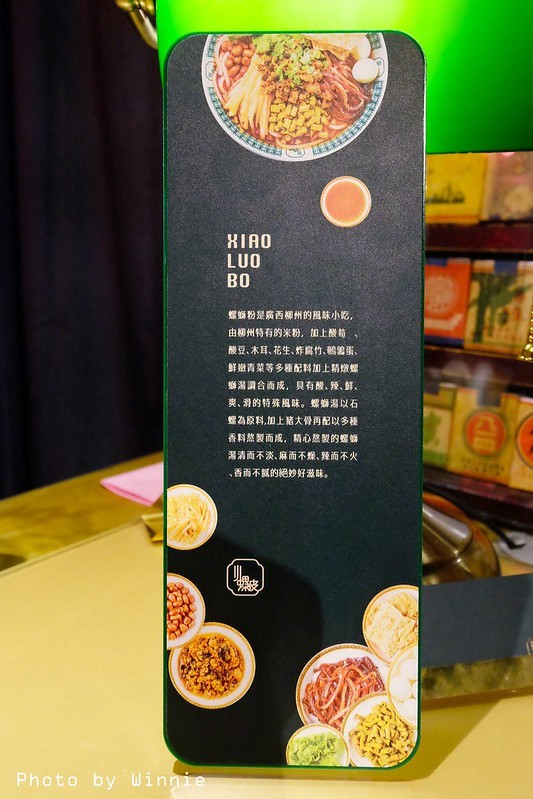 XIAO
LUO
BO
螺螄粉是廣西柳州的風味小吃,
由柳州特有的米粉, 加上酸筍 、
酸豆、木耳、花生、炸腐竹、鵪鶉蛋、
鮮嫩青菜等多種配料加上精燉螺
螄湯調合而成, 具有酸、辣、鮮、
爽、滑的特殊風味。螺螄湯以石
螺為原料,加上豬大骨再配以多種
香料熬製而成, 精心熬製的螺螄
湯清而不淡、麻而不燥、辣而不火
、香而不膩的絕妙好滋味。
小螺波
Photo by Winnie